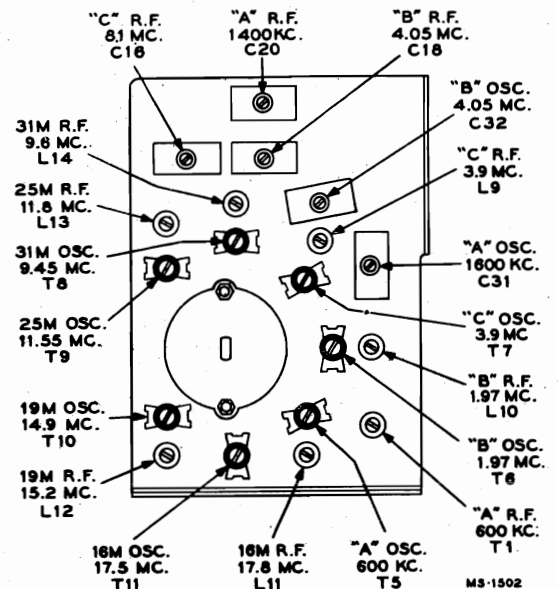 "C" R.F.
8.1 MC.
C16
"A" R.F.
1400 KC.
C20
"B" R.F.
4.05 MC.
C18
"B" OSC.
4.05 MC.
C32
31M R.F.
9.6 MC.
L14
"C" R.F.
3.9 MC.
L9
25M R.F.
11.8 MC.
L13
31M OSC.
9.45 MC.
T8
"A" OSC.
1600 KC.
C31
25M OSC.
11.55 MC.
T9
"C" OSC.
3.9 MC
T7
"B" R.F.
1.97 MC.
L10
19M OSC.
14.9 MC.
T10
"B" OSC.
1.97 MC.
T6
19M R.F.
15.2 MC.
L12
"A" R.F.
600 KC.
T1
16M OSC.
17.5 MC.
T11
16M R.F.
17.8 MC.
L11
"A" OSC.
600 KC.
T5
MS-1502